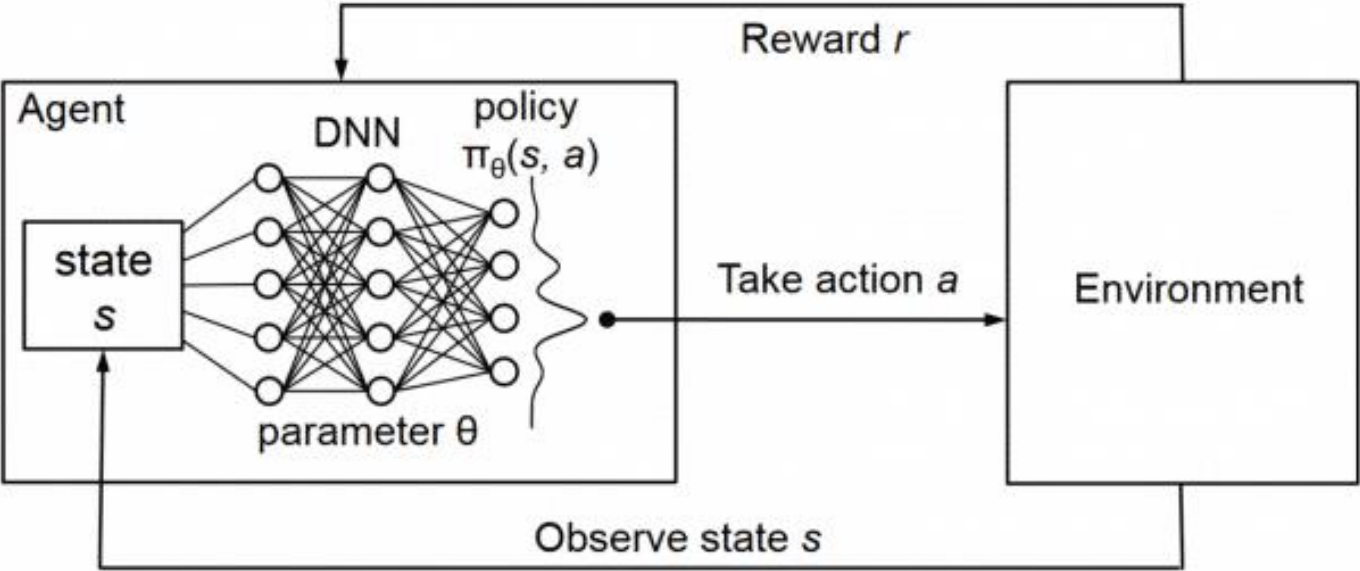 Reward r
Agent
DNN
policy
πθ(s, a)
state
s
Take action a
Environment
parameter θ
Observe state s